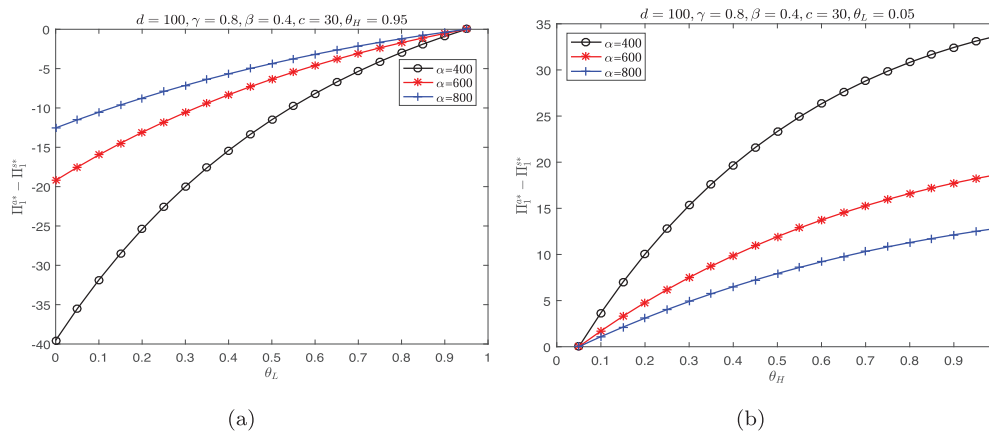 d = 100, γ = 0.8, β = 0.4, c = 30, θ_H = 0.95
0
-5
-10
-15
-20
-25
-30
-35
-40
Π₁^{a*} − Π₁^{s*}
α=400
α=600
α=800
0 0.1 0.2 0.3 0.4 0.5 0.6 0.7 0.8 0.9 1
θ_L
(a)
d = 100, γ = 0.8, β = 0.4, c = 30, θ_L = 0.05
35
30
25
20
15
10
5
0
Π₁^{a*} − Π₁^{s*}
α=400
α=600
α=800
0 0.1 0.2 0.3 0.4 0.5 0.6 0.7 0.8 0.9
θ_H
(b)